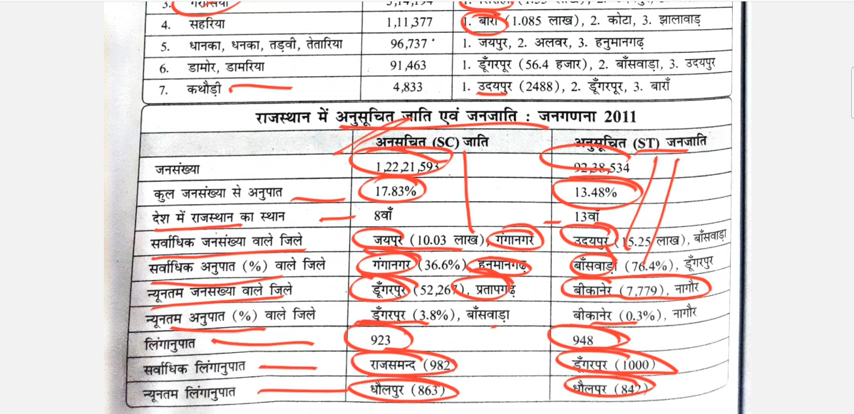 3. गरासिया
4. सहरिया 1,11,377 1. बारां (1.085 लाख), 2. कोटा, 3. झालावाड़
5. धानका, धनका, तड़वी, तेतारिया 96,737 1. जयपुर, 2. अलवर, 3. हनुमानगढ़
6. डामोर, डामरिया 91,463 1. डूँगरपुर (56.4 हजार), 2. बाँसवाड़ा, 3. उदयपुर
7. कथौड़ी 4,833 1. उदयपुर (2488), 2. डूँगरपुर, 3. बाराँ
राजस्थान में अनुसूचित जाति एवं जनजाति : जनगणना 2011
अनुसूचित (SC) जाति अनुसूचित (ST) जनजाति
जनसंख्या 1,22,21,593 92,38,534
कुल जनसंख्या से अनुपात 17.83% 13.48%
देश में राजस्थान का स्थान 8वाँ 13वाँ
सर्वाधिक जनसंख्या वाले जिले जयपुर (10.03 लाख), गंगानगर उदयपुर (15.25 लाख), बाँसवाड़ा
सर्वाधिक अनुपात (%) वाले जिले गंगानगर (36.6%) हनुमानगढ़ बाँसवाड़ा (76.4%), डूँगरपुर
न्यूनतम जनसंख्या वाले जिले डूँगरपुर (52,267), प्रतापगढ़ बीकानेर (7,779), नागौर
न्यूनतम अनुपात (%) वाले जिले डूँगरपुर (3.8%), बाँसवाड़ा बीकानेर (0.3%), नागौर
लिंगानुपात 923 948
सर्वाधिक लिंगानुपात राजसमन्द (982) डूँगरपुर (1000)
न्यूनतम लिंगानुपात धौलपुर (863) धौलपुर (842)